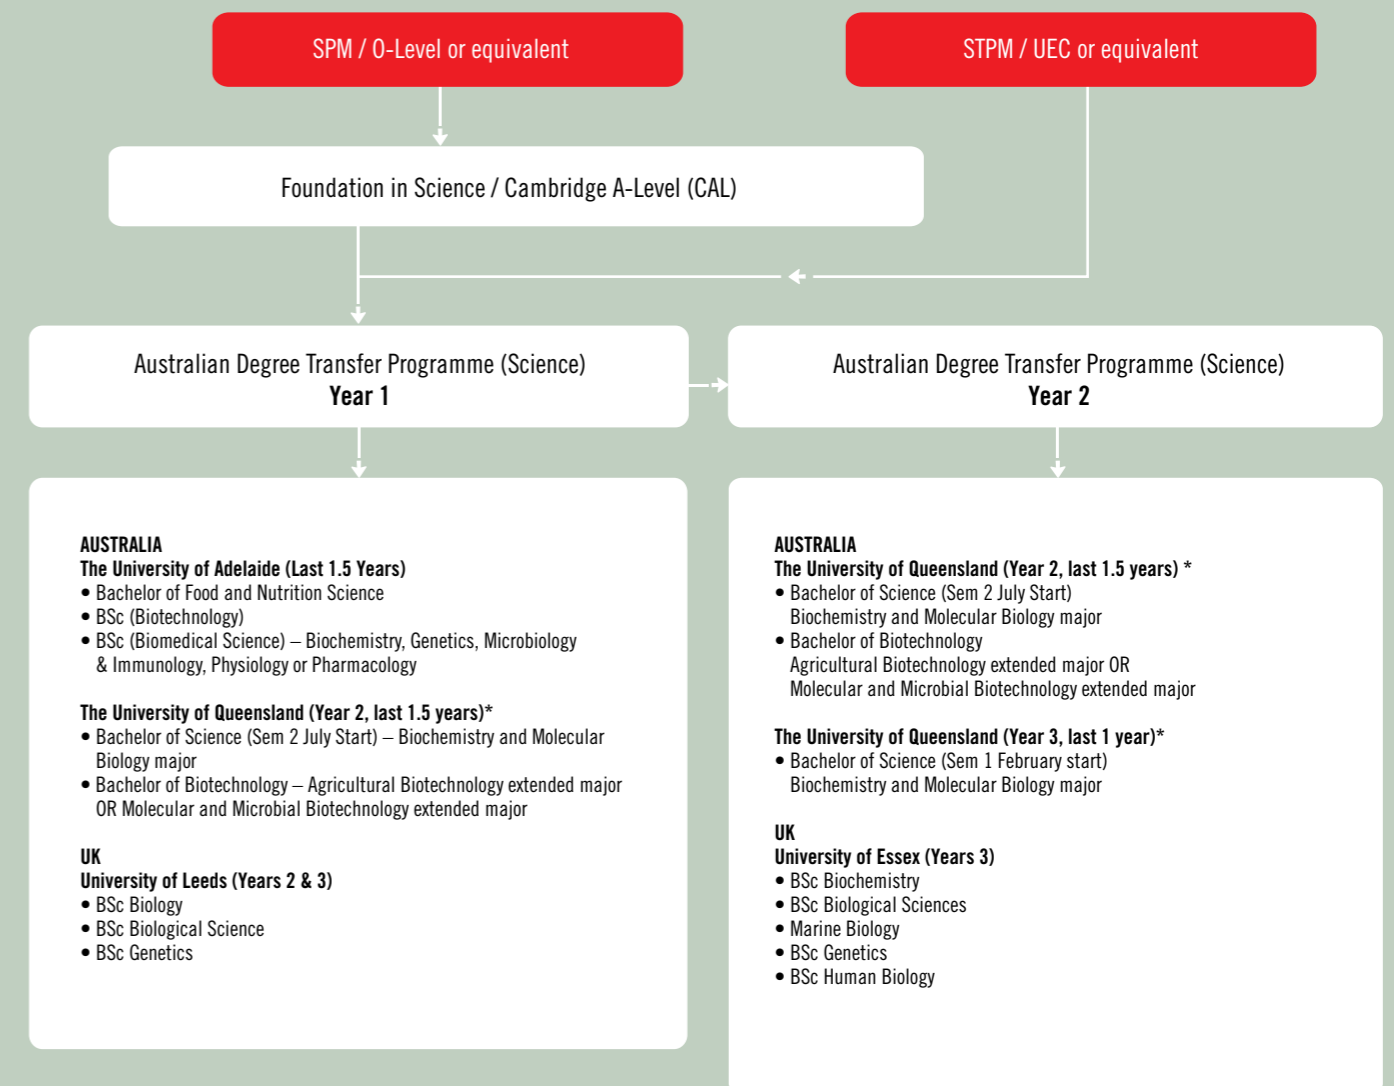 SPM / O-Level or equivalent
STPM / UEC or equivalent
Foundation in Science / Cambridge A-Level (CAL)
Australian Degree Transfer Programme (Science)
Year 1
Australian Degree Transfer Programme (Science)
Year 2
AUSTRALIA
The University of Adelaide (Last 1.5 Years)
• Bachelor of Food and Nutrition Science
• BSc (Biotechnology)
• BSc (Biomedical Science) – Biochemistry, Genetics, Microbiology
& Immunology, Physiology or Pharmacology
The University of Queensland (Year 2, last 1.5 years)*
• Bachelor of Science (Sem 2 July Start) – Biochemistry and Molecular
Biology major
• Bachelor of Biotechnology – Agricultural Biotechnology extended major
OR Molecular and Microbial Biotechnology extended major
UK
University of Leeds (Years 2 & 3)
• BSc Biology
• BSc Biological Science
• BSc Genetics
AUSTRALIA
The University of Queensland (Year 2, last 1.5 years) *
• Bachelor of Science (Sem 2 July Start)
Biochemistry and Molecular Biology major
• Bachelor of Biotechnology
Agricultural Biotechnology extended major OR
Molecular and Microbial Biotechnology extended major
The University of Queensland (Year 3, last 1 year)*
• Bachelor of Science (Sem 1 February start)
Biochemistry and Molecular Biology major
UK
University of Essex (Years 3)
• BSc Biochemistry
• BSc Biological Sciences
• Marine Biology
• BSc Genetics
• BSc Human Biology